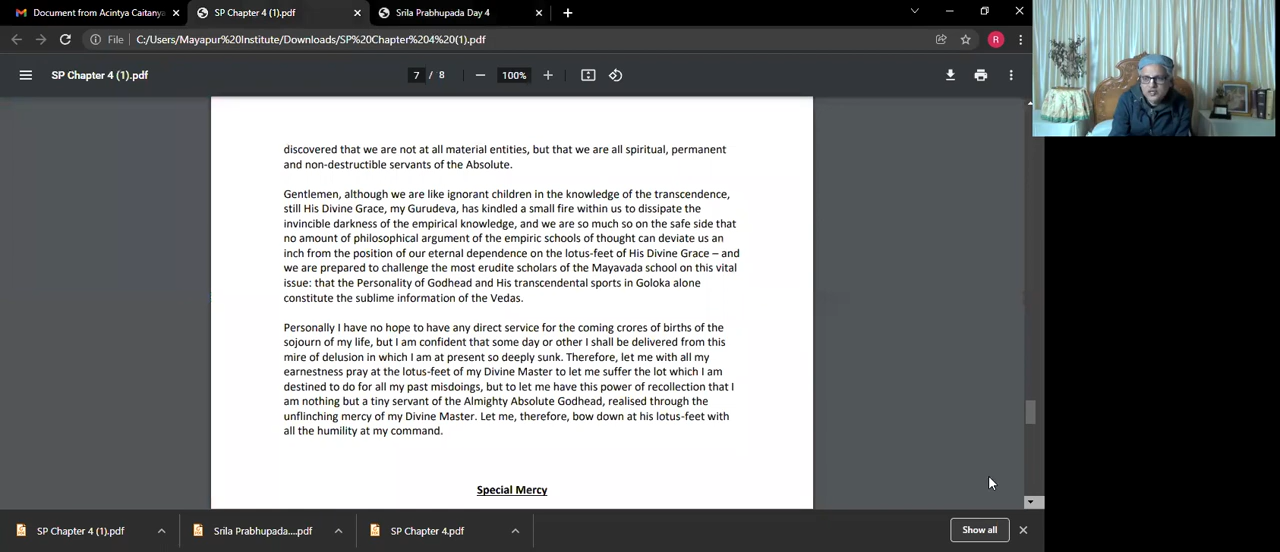 Document from Acintya Caitanya
SP Chapter 4 (1).pdf
Srila Prabhupada Day 4
File
C:/Users/Mayapur%20Institute/Downloads/SP%20Chapter%204%20(1).pdf
R
SP Chapter 4 (1).pdf
7 / 8
100%
discovered that we are not at all material entities, but that we are all spiritual, permanent
and non-destructible servants of the Absolute.
Gentlemen, although we are like ignorant children in the knowledge of the transcendence,
still His Divine Grace, my Gurudeva, has kindled a small fire within us to dissipate the
invincible darkness of the empirical knowledge, and we are so much so on the safe side that
no amount of philosophical argument of the empiric schools of thought can deviate us an
inch from the position of our eternal dependence on the lotus-feet of His Divine Grace – and
we are prepared to challenge the most erudite scholars of the Mayavada school on this vital
issue: that the Personality of Godhead and His transcendental sports in Goloka alone
constitute the sublime information of the Vedas.
Personally I have no hope to have any direct service for the coming crores of births of the
sojourn of my life, but I am confident that some day or other I shall be delivered from this
mire of delusion in which I am at present so deeply sunk. Therefore, let me with all my
earnestness pray at the lotus-feet of my Divine Master to let me suffer the lot which I am
destined to do for all my past misdoings, but to let me have this power of recollection that I
am nothing but a tiny servant of the Almighty Absolute Godhead, realised through the
unflinching mercy of my Divine Master. Let me, therefore, bow down at his lotus-feet with
all the humility at my command.
Special Mercy
SP Chapter 4 (1).pdf
Srila Prabhupada....pdf
SP Chapter 4.pdf
Show all